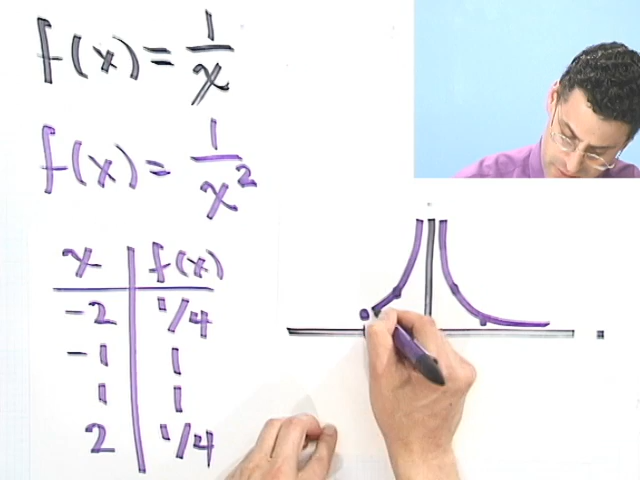 f(x) = 1/x
f(x) = 1/x²
x f(x)
-2 1/4
-1 1
1 1
2 1/4